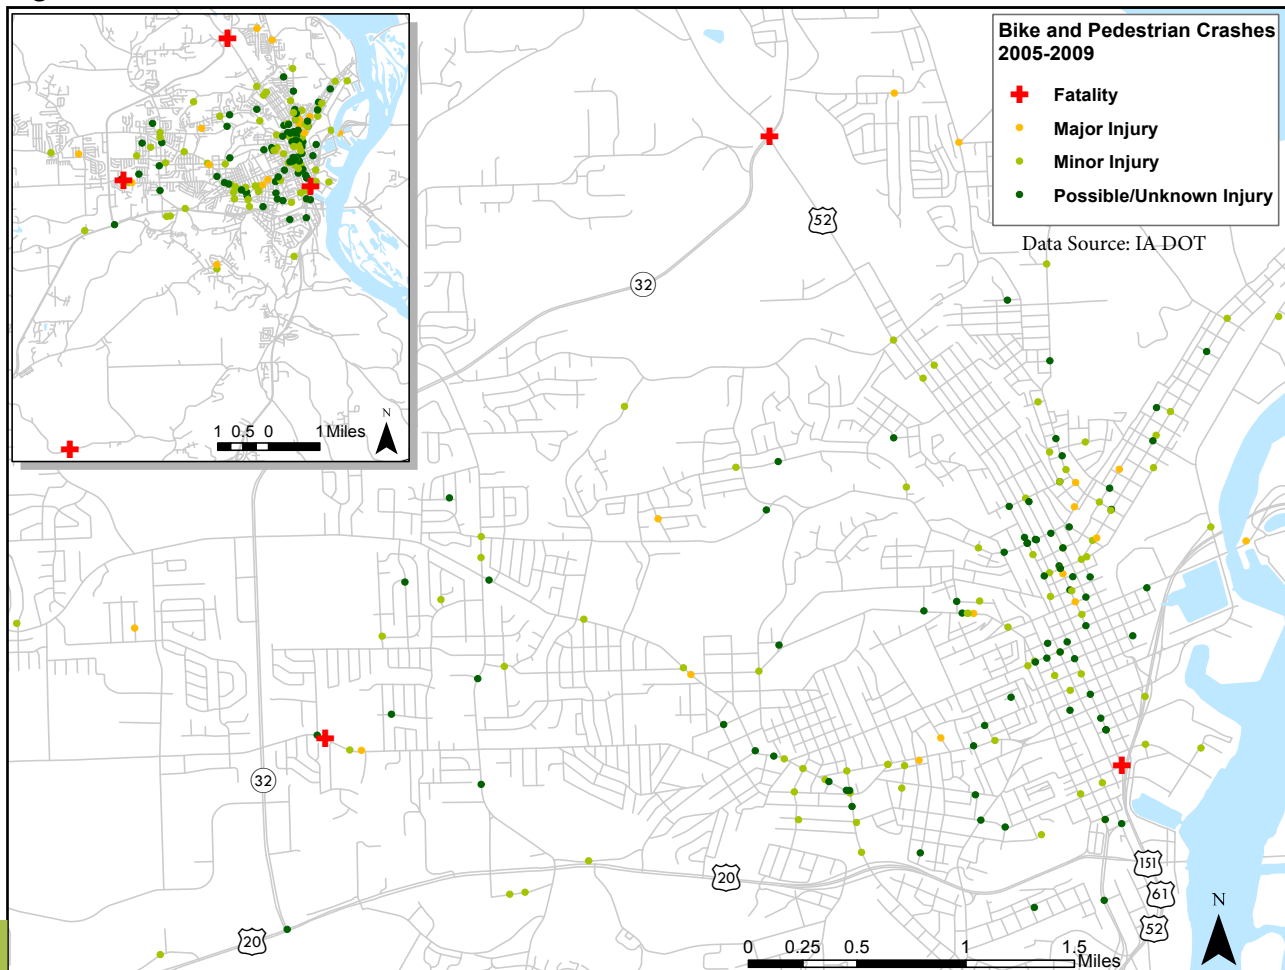 Bike and Pedestrian Crashes
2005-2009
Fatality
Major Injury
Minor Injury
Possible/Unknown Injury
Data Source: IA DOT
52
32
N
1 0.5 0 1 Miles
32
20
20
151
61
52
N
0 0.25 0.5 1 1.5
Miles